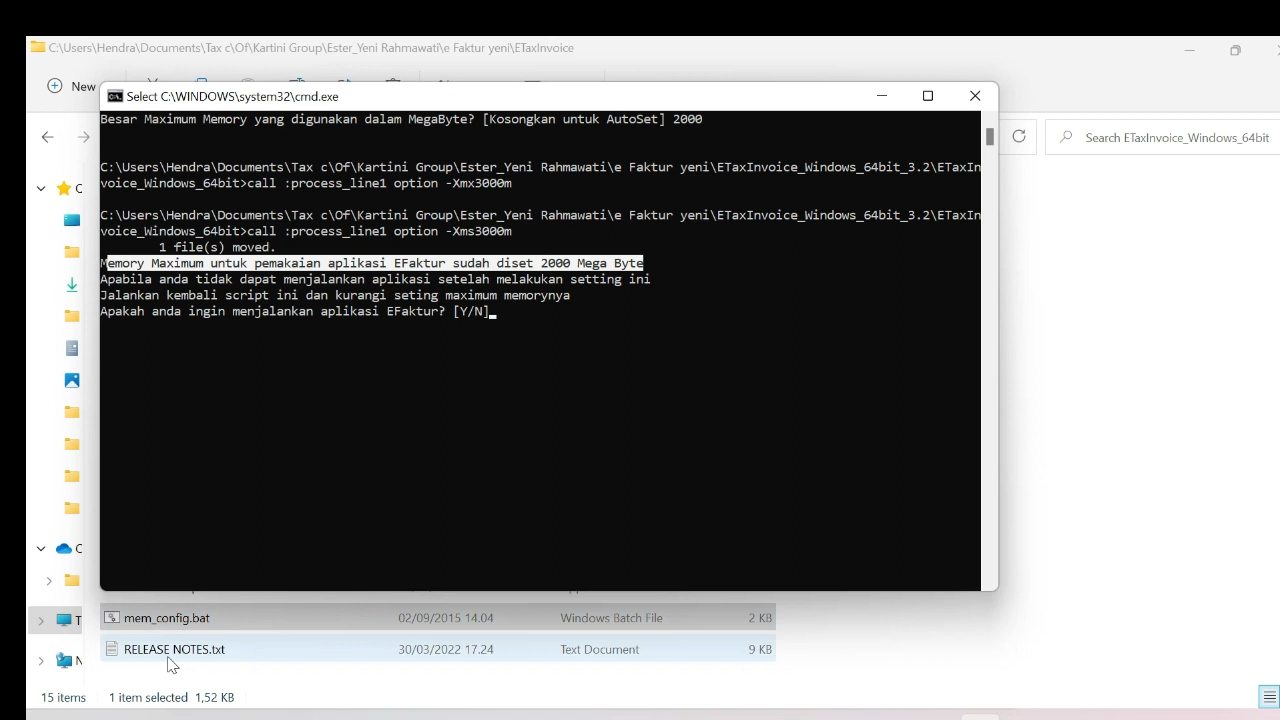 C:\Users\Hendra\Documents\Tax c\Of\Kartini Group\Ester_Yeni Rahmawati\e Faktur yeni\ETaxInvoice
New
Select C:\WINDOWS\system32\cmd.exe
Besar Maximum Memory yang digunakan dalam MegaByte? [Kosongkan untuk AutoSet] 2000
Search ETaxInvoice_Windows_64bit
C:\Users\Hendra\Documents\Tax c\Of\Kartini Group\Ester_Yeni Rahmawati\e Faktur yeni\ETaxInvoice_Windows_64bit_3.2\ETaxIn
voice_Windows_64bit>call :process_line1 option -Xmx3000m
C:\Users\Hendra\Documents\Tax c\Of\Kartini Group\Ester_Yeni Rahmawati\e Faktur yeni\ETaxInvoice_Windows_64bit_3.2\ETaxIn
voice_Windows_64bit>call :process_line1 option -Xms3000m
1 file(s) moved.
Memory Maximum untuk pemakaian aplikasi EFaktur sudah diset 2000 Mega Byte
Apabila anda tidak dapat menjalankan aplikasi setelah melakukan setting ini
Jalankan kembali script ini dan kurangi seting maximum memorynya
Apakah anda ingin menjalankan aplikasi EFaktur? [Y/N]
mem_config.bat 02/09/2015 14.04 Windows Batch File 2 KB
RELEASE NOTES.txt 30/03/2022 17.24 Text Document 9 KB
15 items 1 item selected 1,52 KB